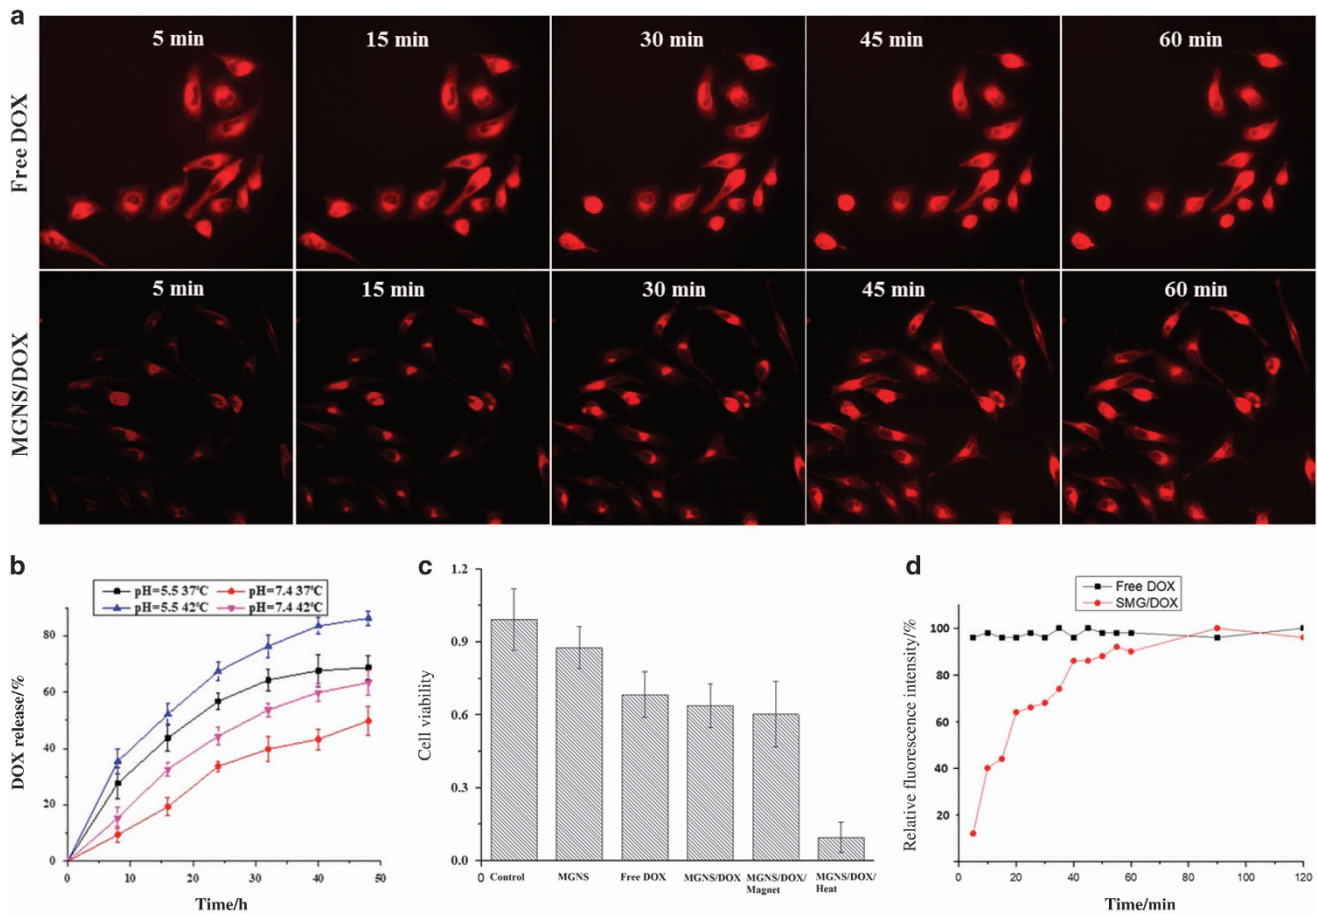 a
5 min 15 min 30 min 45 min 60 min
Free DOX
5 min 15 min 30 min 45 min 60 min
MGNS/DOX
b
pH=5.5 37°C pH=7.4 37°C
pH=5.5 42°C pH=7.4 42°C
DOX release/%
80
60
40
20
0
0 10 20 30 40 50
Time/h
c
Cell viability
1.2
0.9
0.6
0.3
0.0
0 Control MGNS Free DOX MGNS/DOX MGNS/DOX/ MGNS/DOX/
Magnet Heat
d
Free DOX
SMG/DOX
Relative fluorescence intensity/%
100
80
60
40
20
0 20 40 60 80 100 120
Time/min